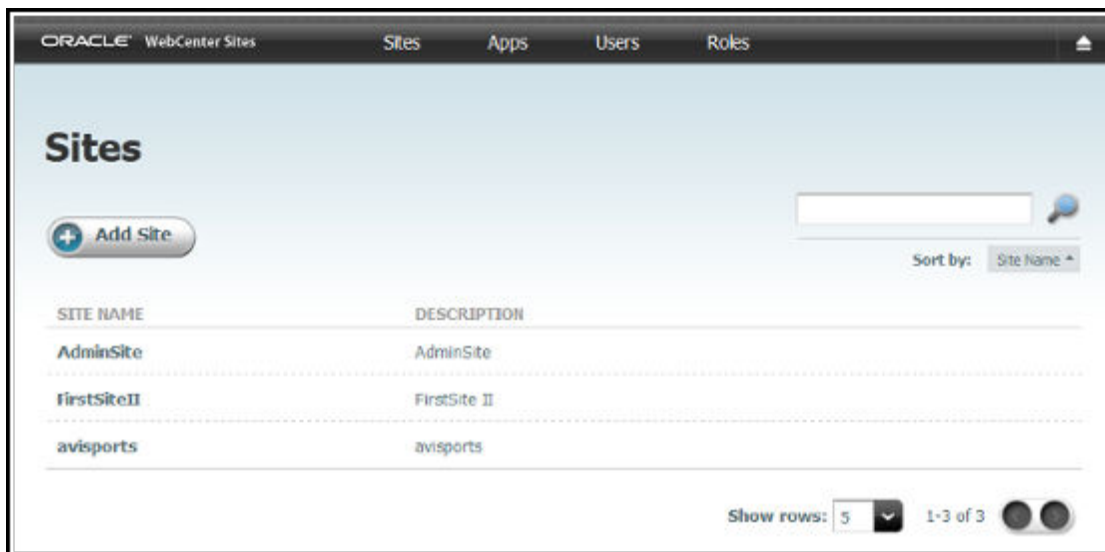 ORACLE WebCenter Sites Sites Apps Users Roles
Sites
Add Site
Sort by: Site Name
SITE NAME DESCRIPTION
AdminSite AdminSite
FirstSiteII FirstSite II
avisports avisports
Show rows: 5 1-3 of 3